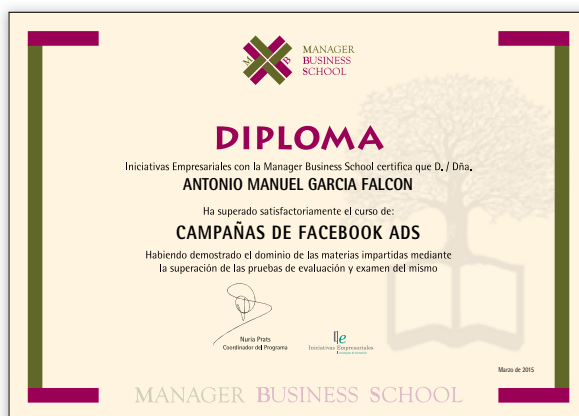 M B
MANAGER
BUSINESS
SCHOOL
DIPLOMA
Iniciativas Empresariales con la Manager Business School certifica que D. / Dña.
ANTONIO MANUEL GARCIA FALCON
Ha superado satisfactoriamente el curso de:
CAMPAÑAS DE FACEBOOK ADS
Habiendo demostrado el dominio de las materias impartidas mediante
la superación de las pruebas de evaluación y examen del mismo
Nuria Prats
Coordinador del Programa
Ile
Iniciativas Empresariales
Marzo de 2015
MANAGER BUSINESS SCHOOL